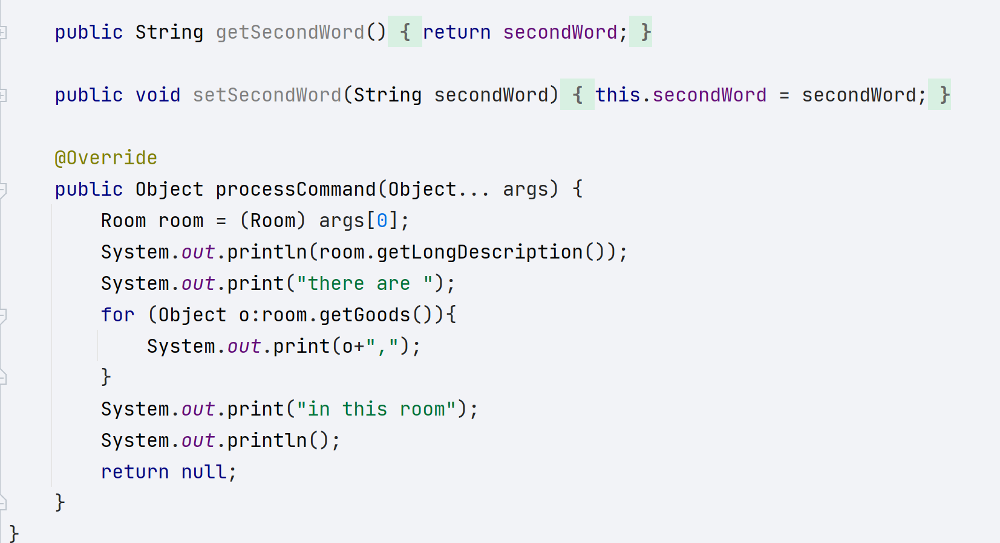 public String getSecondWord() { return secondWord; }
public void setSecondWord(String secondWord) { this.secondWord = secondWord; }
@Override
public Object processCommand(Object... args) {
Room room = (Room) args[0];
System.out.println(room.getLongDescription());
System.out.print("there are ");
for (Object o:room.getGoods()){
System.out.print(o+",");
}
System.out.print("in this room");
System.out.println();
return null;
}
}